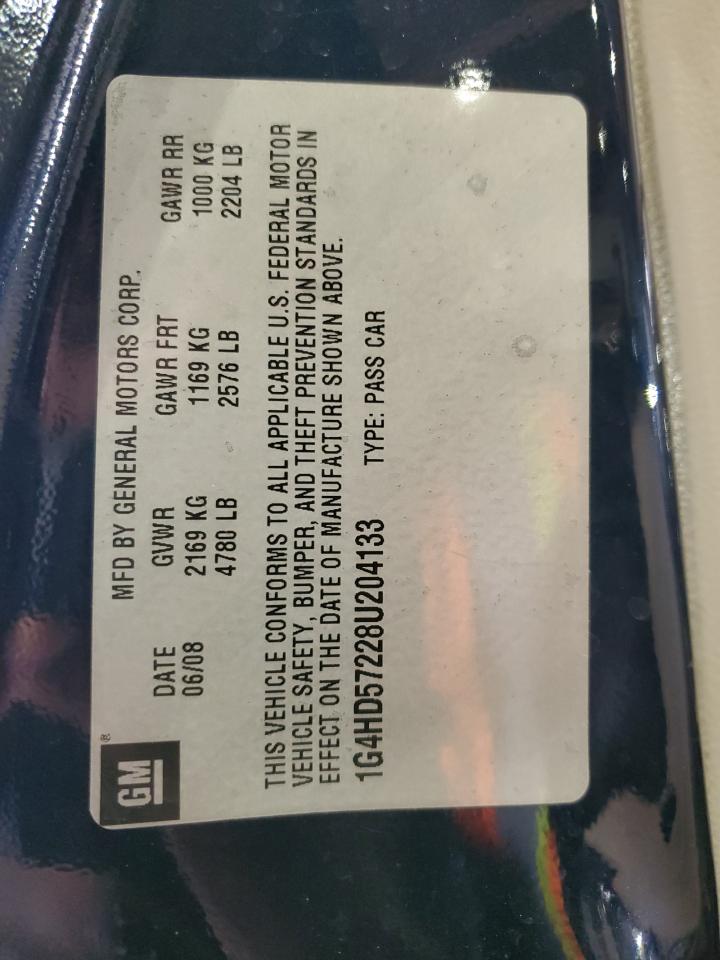 GM®
MFD BY GENERAL MOTORS CORP.
DATE GVWR GAWR FRT GAWR RR
06/08 2169 KG 1169 KG 1000 KG
4780 LB 2576 LB 2204 LB
THIS VEHICLE CONFORMS TO ALL APPLICABLE U.S. FEDERAL MOTOR
VEHICLE SAFETY, BUMPER, AND THEFT PREVENTION STANDARDS IN
EFFECT ON THE DATE OF MANUFACTURE SHOWN ABOVE.
1G4HD57228U204133 TYPE: PASS CAR